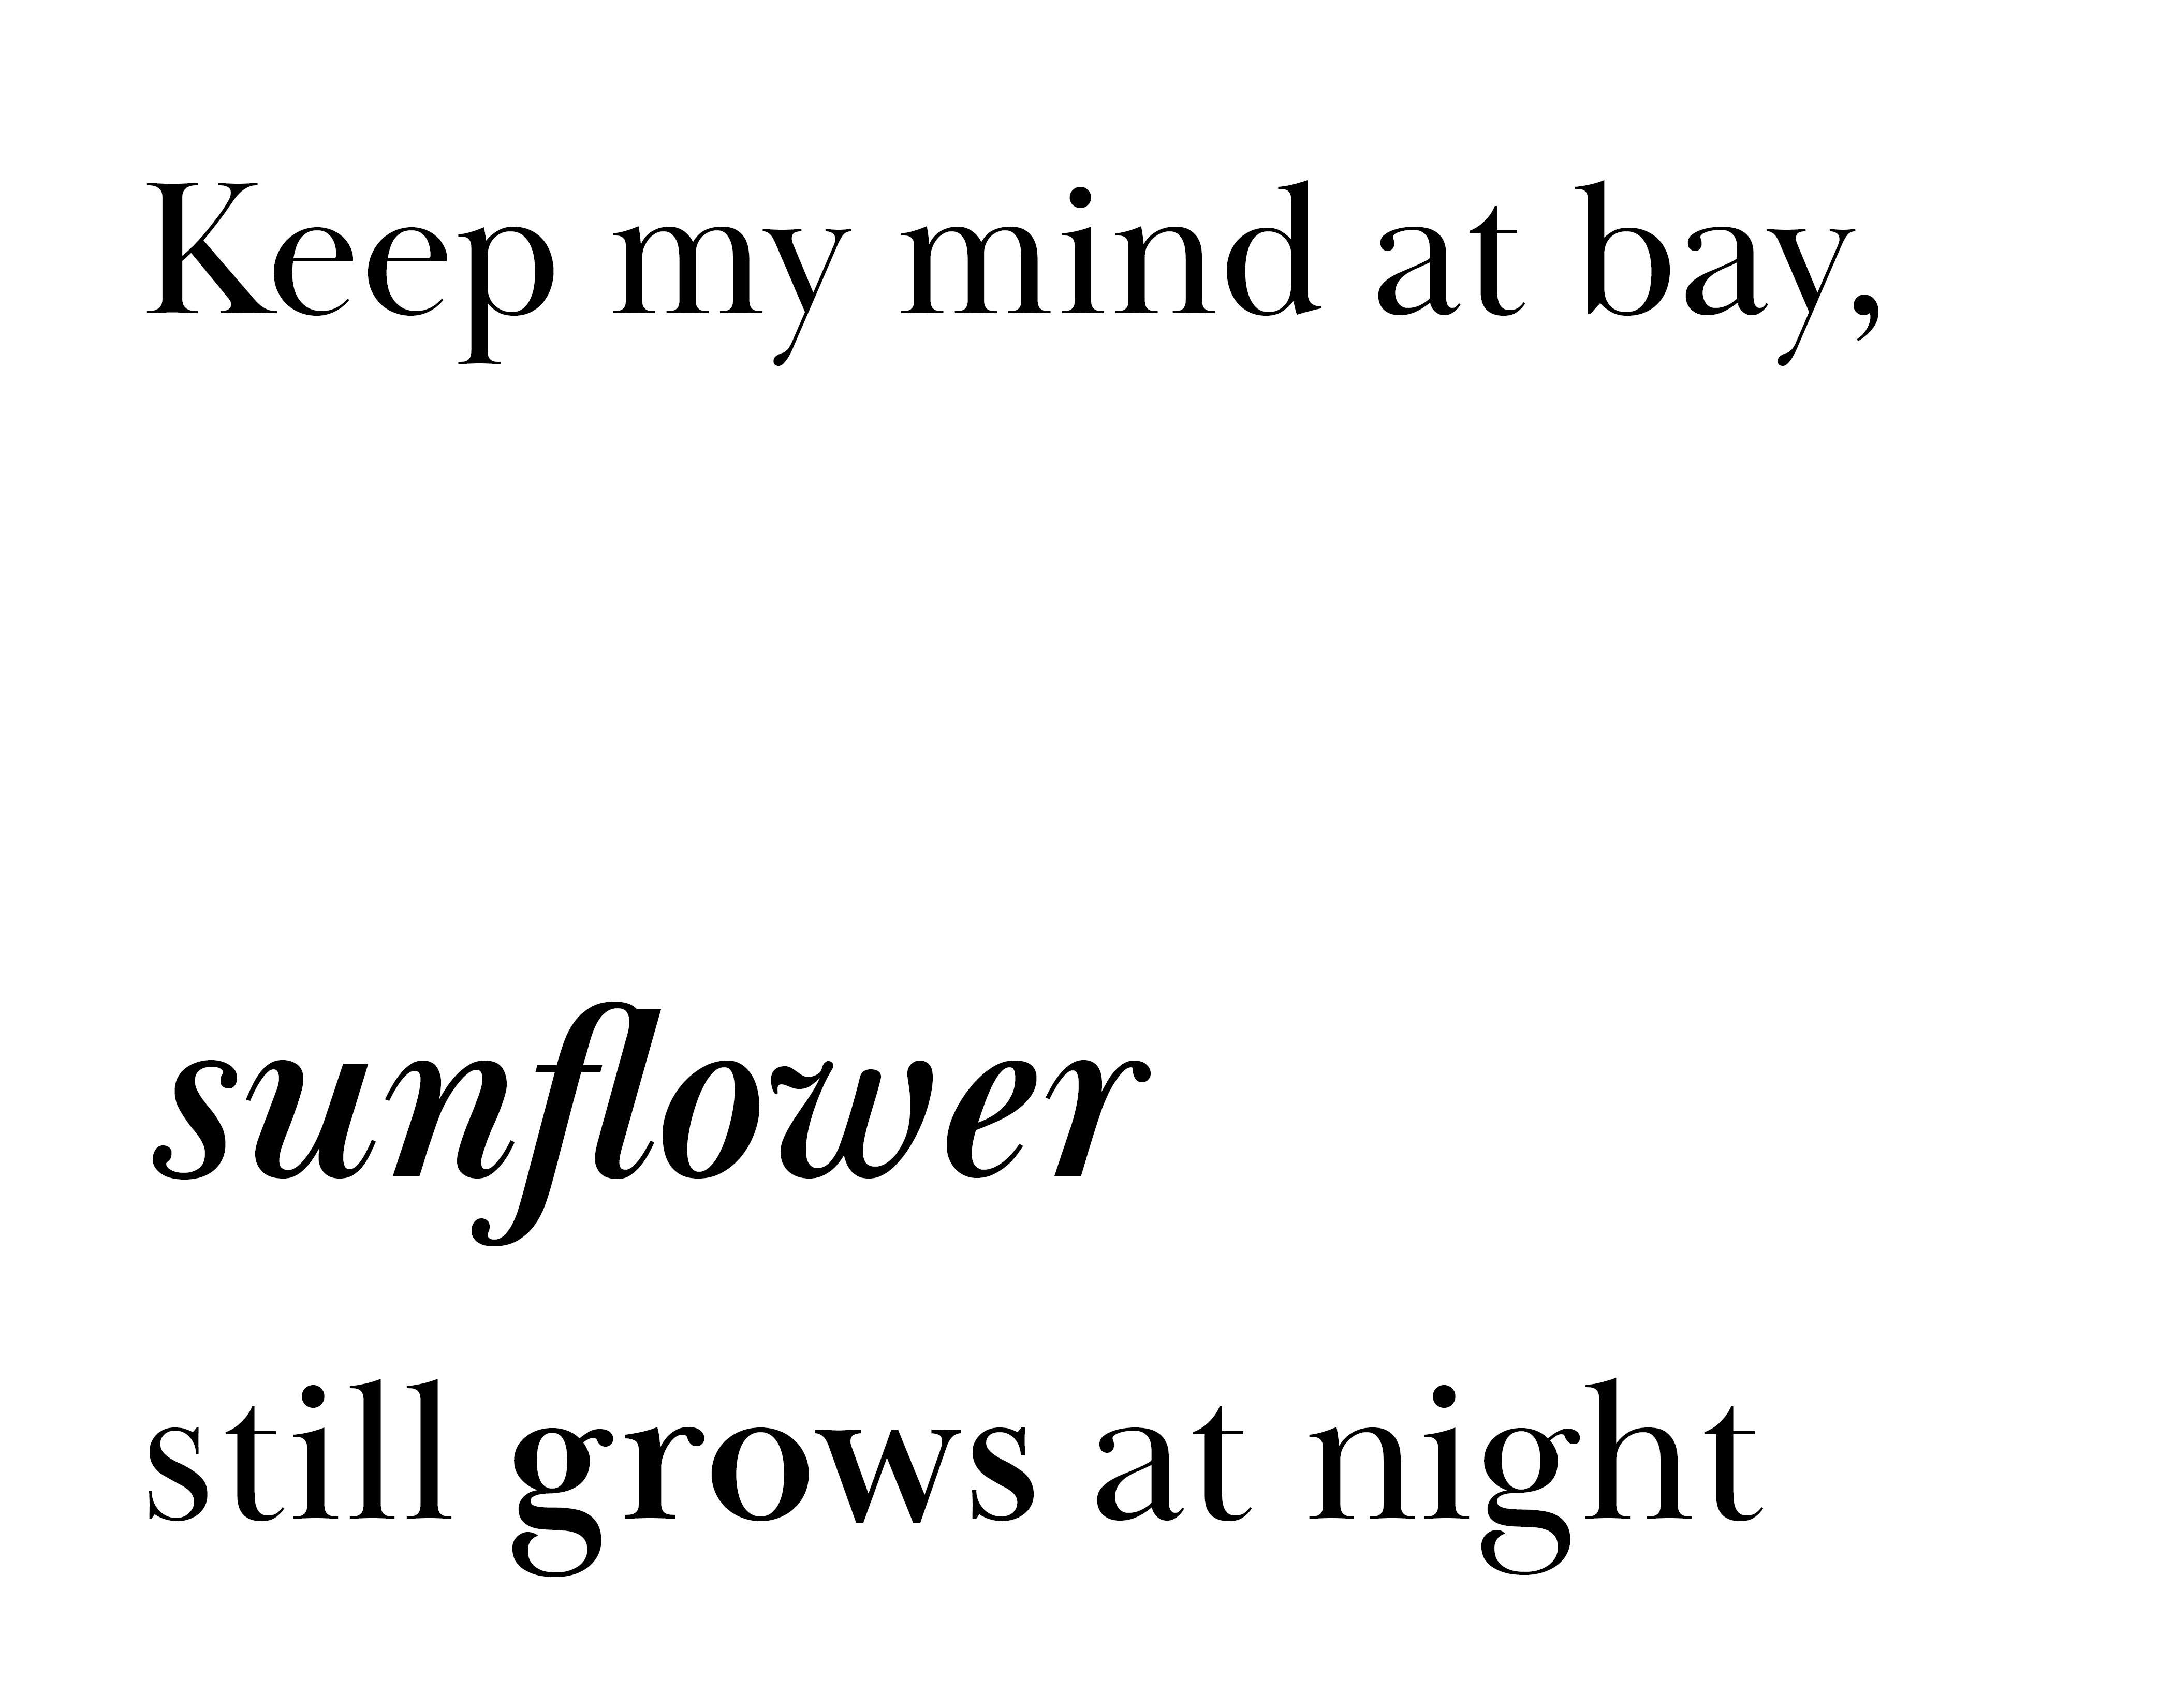 Keep my mind at bay,
sunflower
still grows at night